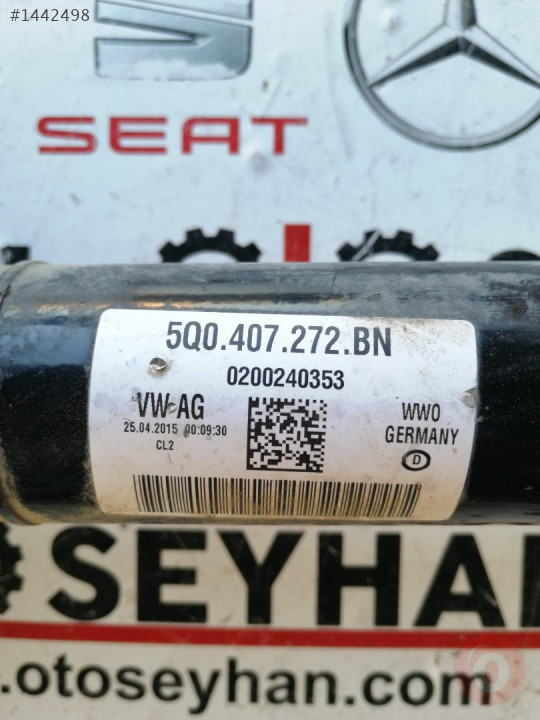 #1442498
SEAT
5Q0.407.272.BN
0200240353
VW AG
25.04.2015 00:09:30
CL2
WWO
GERMANY
D
SEYHAN
.otoseyhan.com